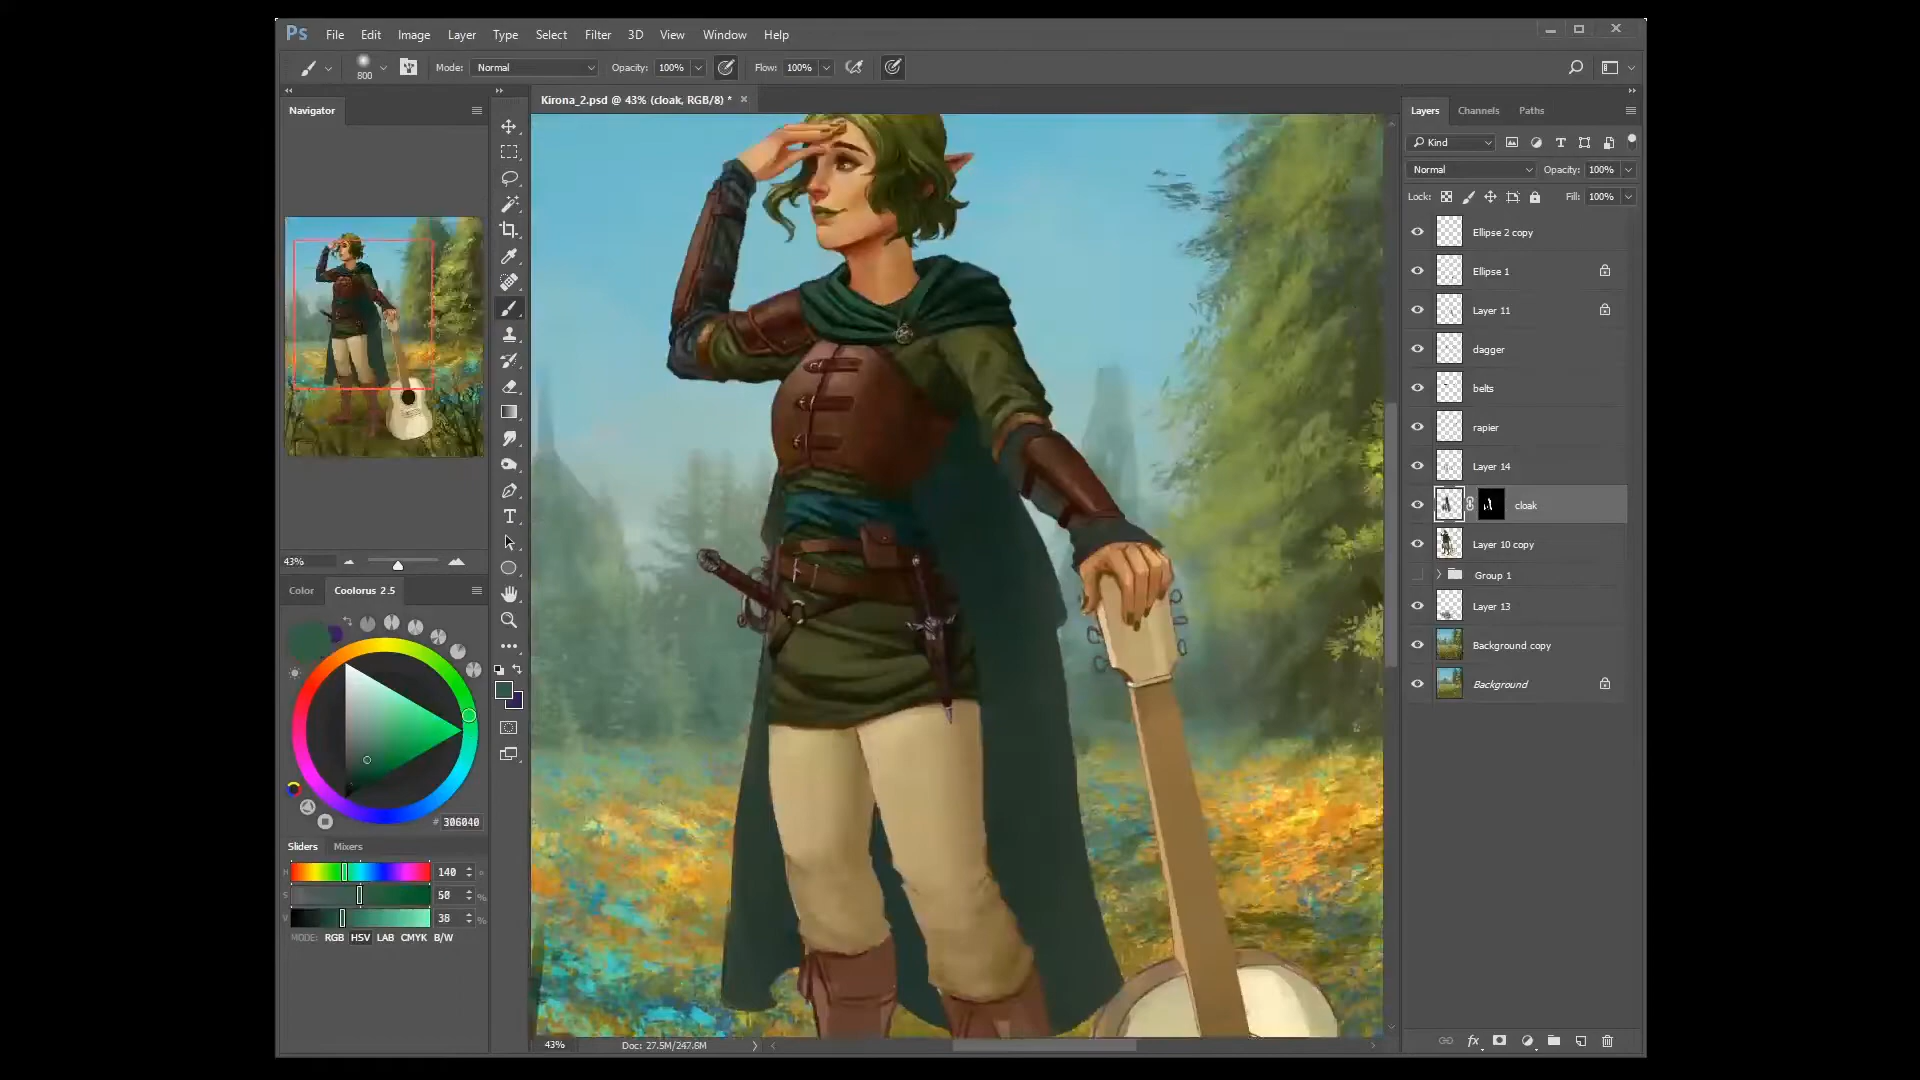 Ps File Edit Image Layer Type Select Filter 3D View Window Help
800 Mode: Normal Opacity: 100% Flow: 100%
Navigator
Kirona_2.psd @ 43% (cloak, RGB/8) *
Layers Channels Paths
Kind
Normal Opacity: 100%
Lock: Fill: 100%
Ellipse 2 copy
Ellipse 1
Layer 11
dagger
belts
rapier
Layer 14
cloak
Layer 10 copy
Group 1
Layer 13
Background copy
Background
43%
Color Coolorus 2.5
# 306040
Sliders Mixers
H 140 °
S 50 %
V 38 %
MODE: RGB HSV LAB CMYK B/W
43% Doc: 27.5M/247.6M
fx